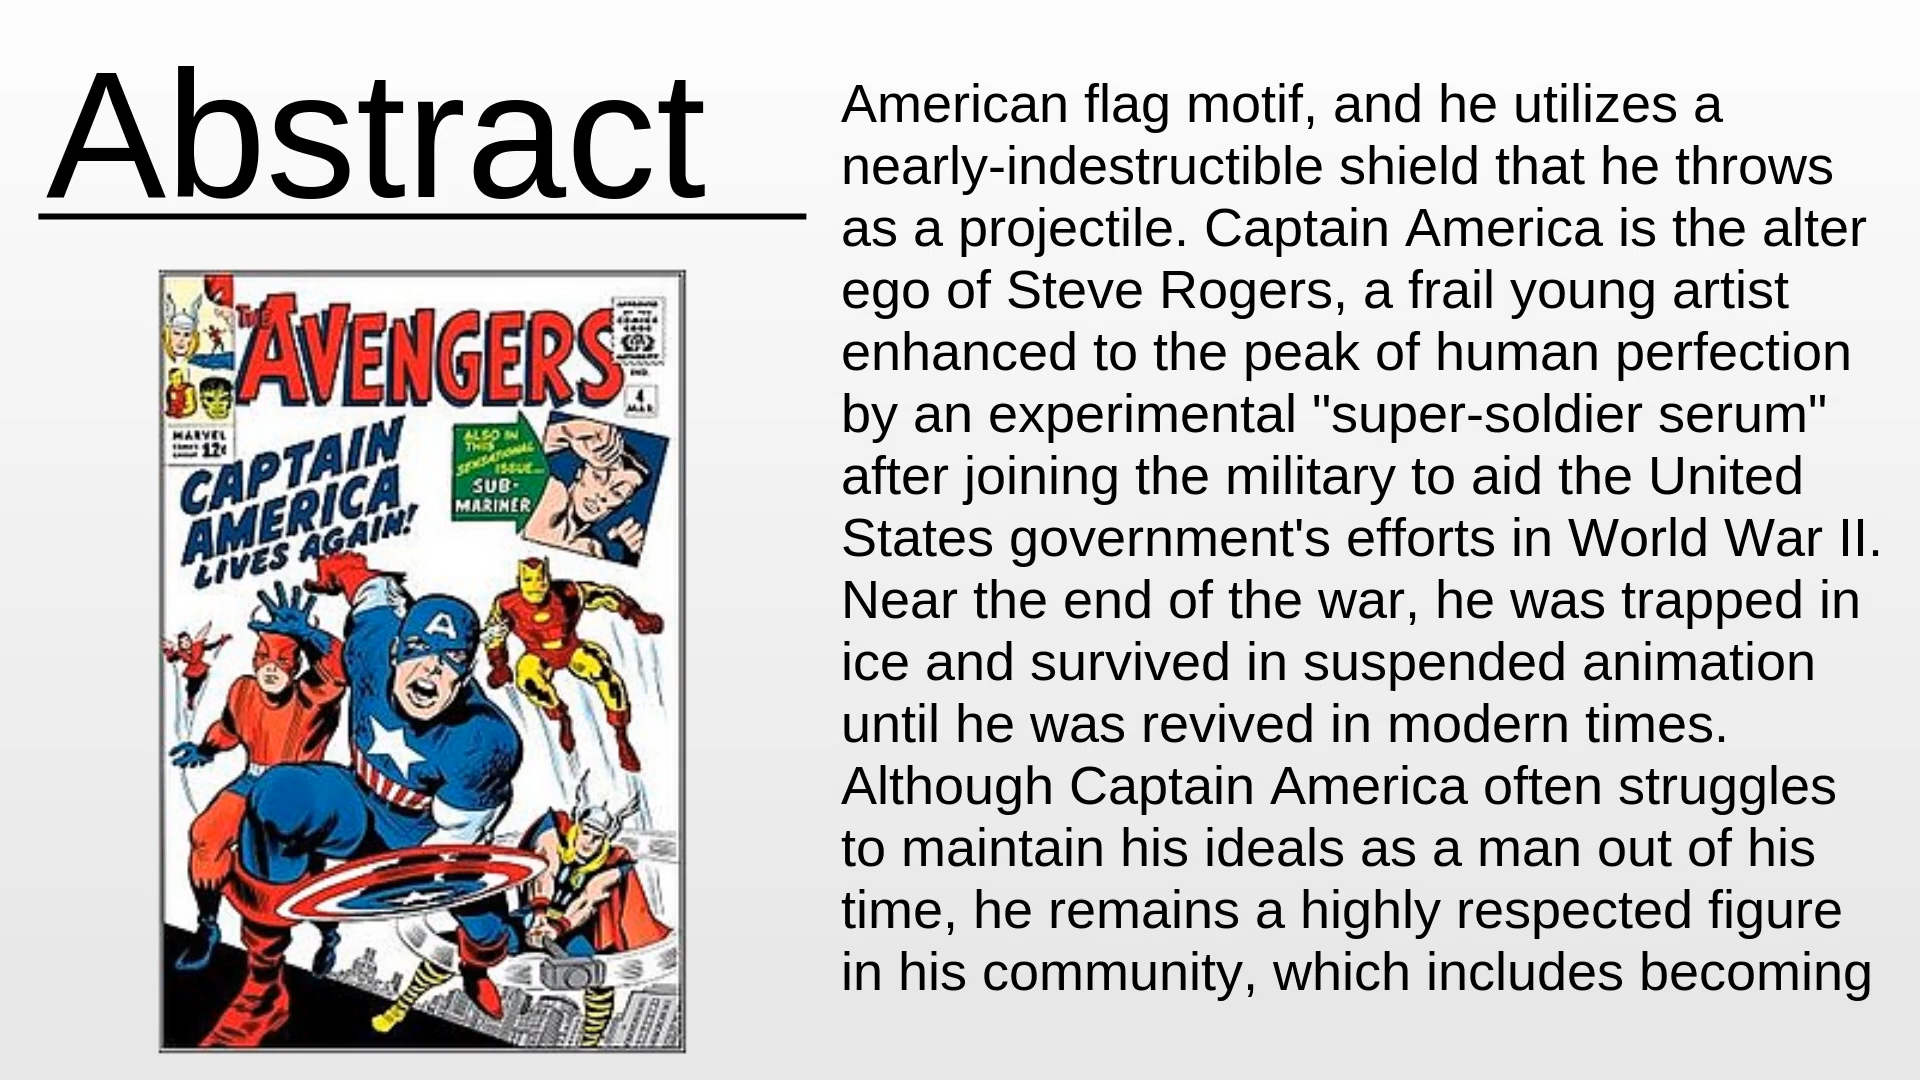 Abstract
American flag motif, and he utilizes a
nearly-indestructible shield that he throws
as a projectile. Captain America is the alter
ego of Steve Rogers, a frail young artist
enhanced to the peak of human perfection
by an experimental "super-soldier serum"
after joining the military to aid the United
States government's efforts in World War II.
Near the end of the war, he was trapped in
ice and survived in suspended animation
until he was revived in modern times.
Although Captain America often struggles
to maintain his ideals as a man out of his
time, he remains a highly respected figure
in his community, which includes becoming
THE AVENGERS
IND.
4
MAR
MARVEL
12¢
CAPTAIN
AMERICA
LIVES AGAIN!
ALSO IN
THIS
SENSATIONAL
ISSUE...
SUB-
MARINER
A